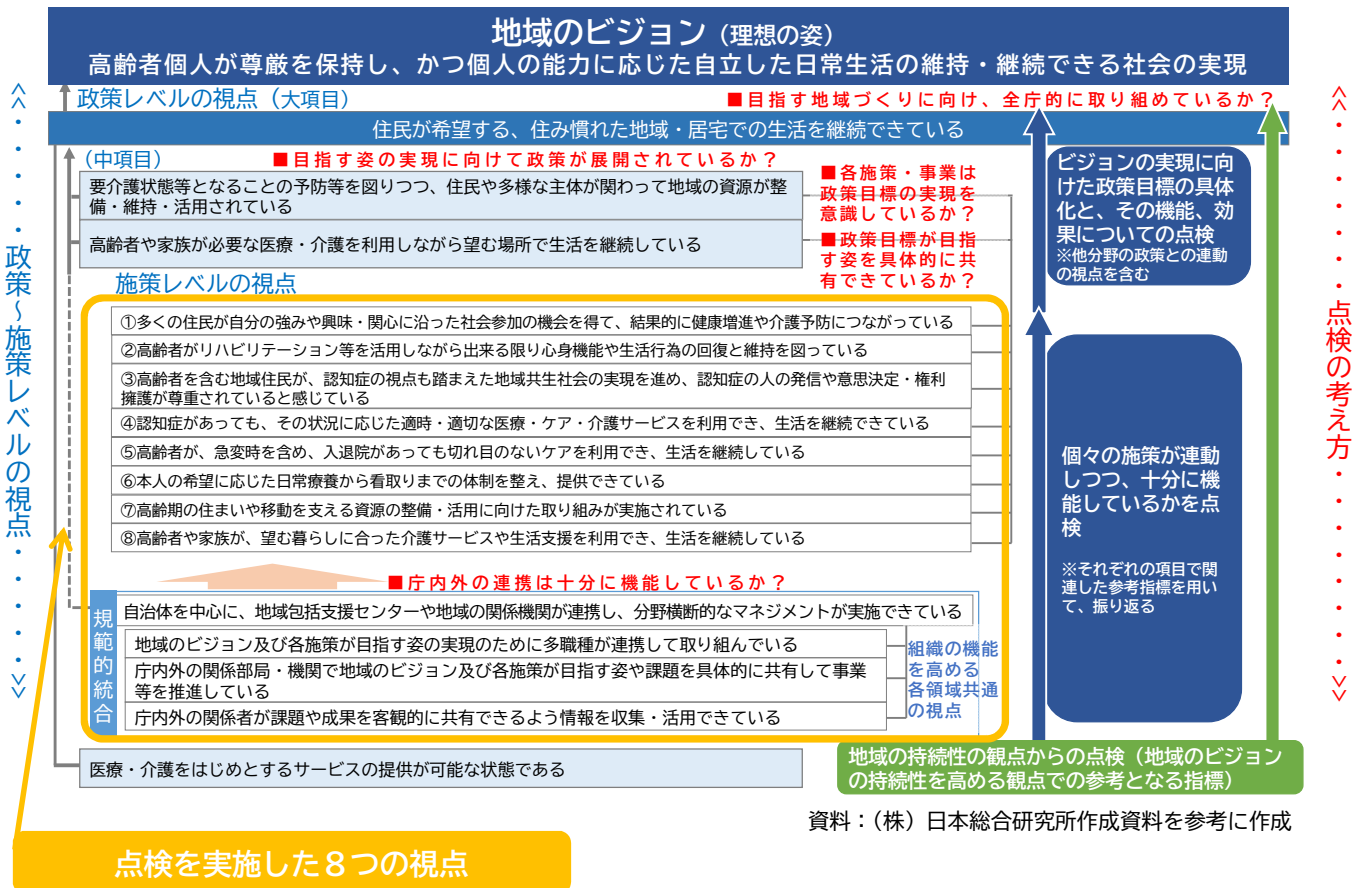 地域のビジョン（理想の姿）
高齢者個人が尊厳を保持し、かつ個人の能力に応じた自立した日常生活の維持・継続できる社会の実現
政策レベルの視点（大項目）
■目指す地域づくりに向け、全庁的に取り組めているか？
住民が希望する、住み慣れた地域・居宅での生活を継続できている
（中項目）
■目指す姿の実現に向けて政策が展開されているか？
要介護状態等となることの予防等を図りつつ、住民や多様な主体が関わって地域の資源が整
備・維持・活用されている
高齢者や家族が必要な医療・介護を利用しながら望む場所で生活を継続している
■各施策・事業は
政策目標の実現を
意識しているか？
■政策目標が目指
す姿を具体的に共
有できているか？
ビジョンの実現に向
けた政策目標の具体
化と、その機能、効
果についての点検
※他分野の政策との連動
の視点を含む
施策レベルの視点
①多くの住民が自分の強みや興味・関心に沿った社会参加の機会を得て、結果的に健康増進や介護予防につながっている
②高齢者がリハビリテーション等を活用しながら出来る限り心身機能や生活行為の回復と維持を図っている
③高齢者を含む地域住民が、認知症の視点も踏まえた地域共生社会の実現を進め、認知症の人の発信や意思決定・権利
擁護が尊重されていると感じている
④認知症があっても、その状況に応じた適時・適切な医療・ケア・介護サービスを利用でき、生活を継続できている
⑤高齢者が、急変時を含め、入退院があっても切れ目のないケアを利用でき、生活を継続している
⑥本人の希望に応じた日常療養から看取りまでの体制を整え、提供できている
⑦高齢期の住まいや移動を支える資源の整備・活用に向けた取り組みが実施されている
⑧高齢者や家族が、望む暮らしに合った介護サービスや生活支援を利用でき、生活を継続している
個々の施策が連動
しつつ、十分に機
能しているかを点
検
※それぞれの項目で関
連した参考指標を用い
て、振り返る
■庁内外の連携は十分に機能しているか？
規範的統合
自治体を中心に、地域包括支援センターや地域の関係機関が連携し、分野横断的なマネジメントが実施できている
地域のビジョン及び各施策が目指す姿の実現のために多職種が連携して取り組んでいる
庁内外の関係部局・機関で地域のビジョン及び各施策が目指す姿や課題を具体的に共有して事業
等を推進している
庁内外の関係者が課題や成果を客観的に共有できるよう情報を収集・活用できている
組織の機能
を高める
各領域共通
の視点
医療・介護をはじめとするサービスの提供が可能な状態である
地域の持続性の観点からの点検（地域のビジョン
の持続性を高める観点での参考となる指標）
資料：（株）日本総合研究所作成資料を参考に作成
点検を実施した８つの視点
≪・・・・・政策～施策レベルの視点・・・・・≫
≪・・・・・・・点検の考え方・・・・・・・≫